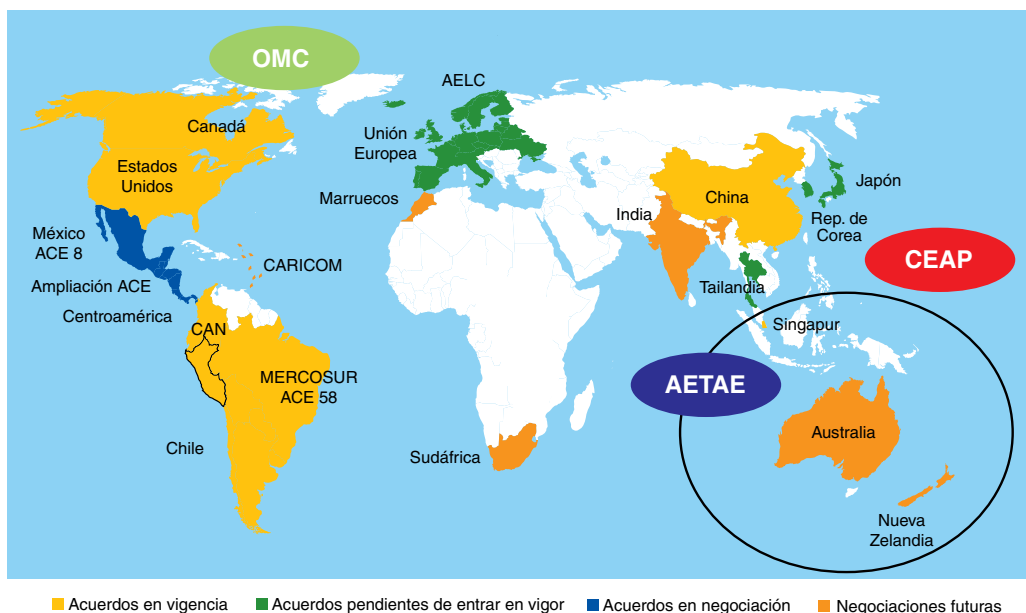 OMC
AELC
Canadá
Unión
Europea
Estados
Unidos
Marruecos
China
Japón
India
Rep. de
Corea
México
ACE 8
CARICOM
CEAP
Ampliación ACE
Tailandia
Centroamérica
CAN
Singapur
MERCOSUR
ACE 58
AETAE
Australia
Chile
Sudáfrica
Nueva
Zelandia
Acuerdos en vigencia
Acuerdos pendientes de entrar en vigor
Acuerdos en negociación
Negociaciones futuras